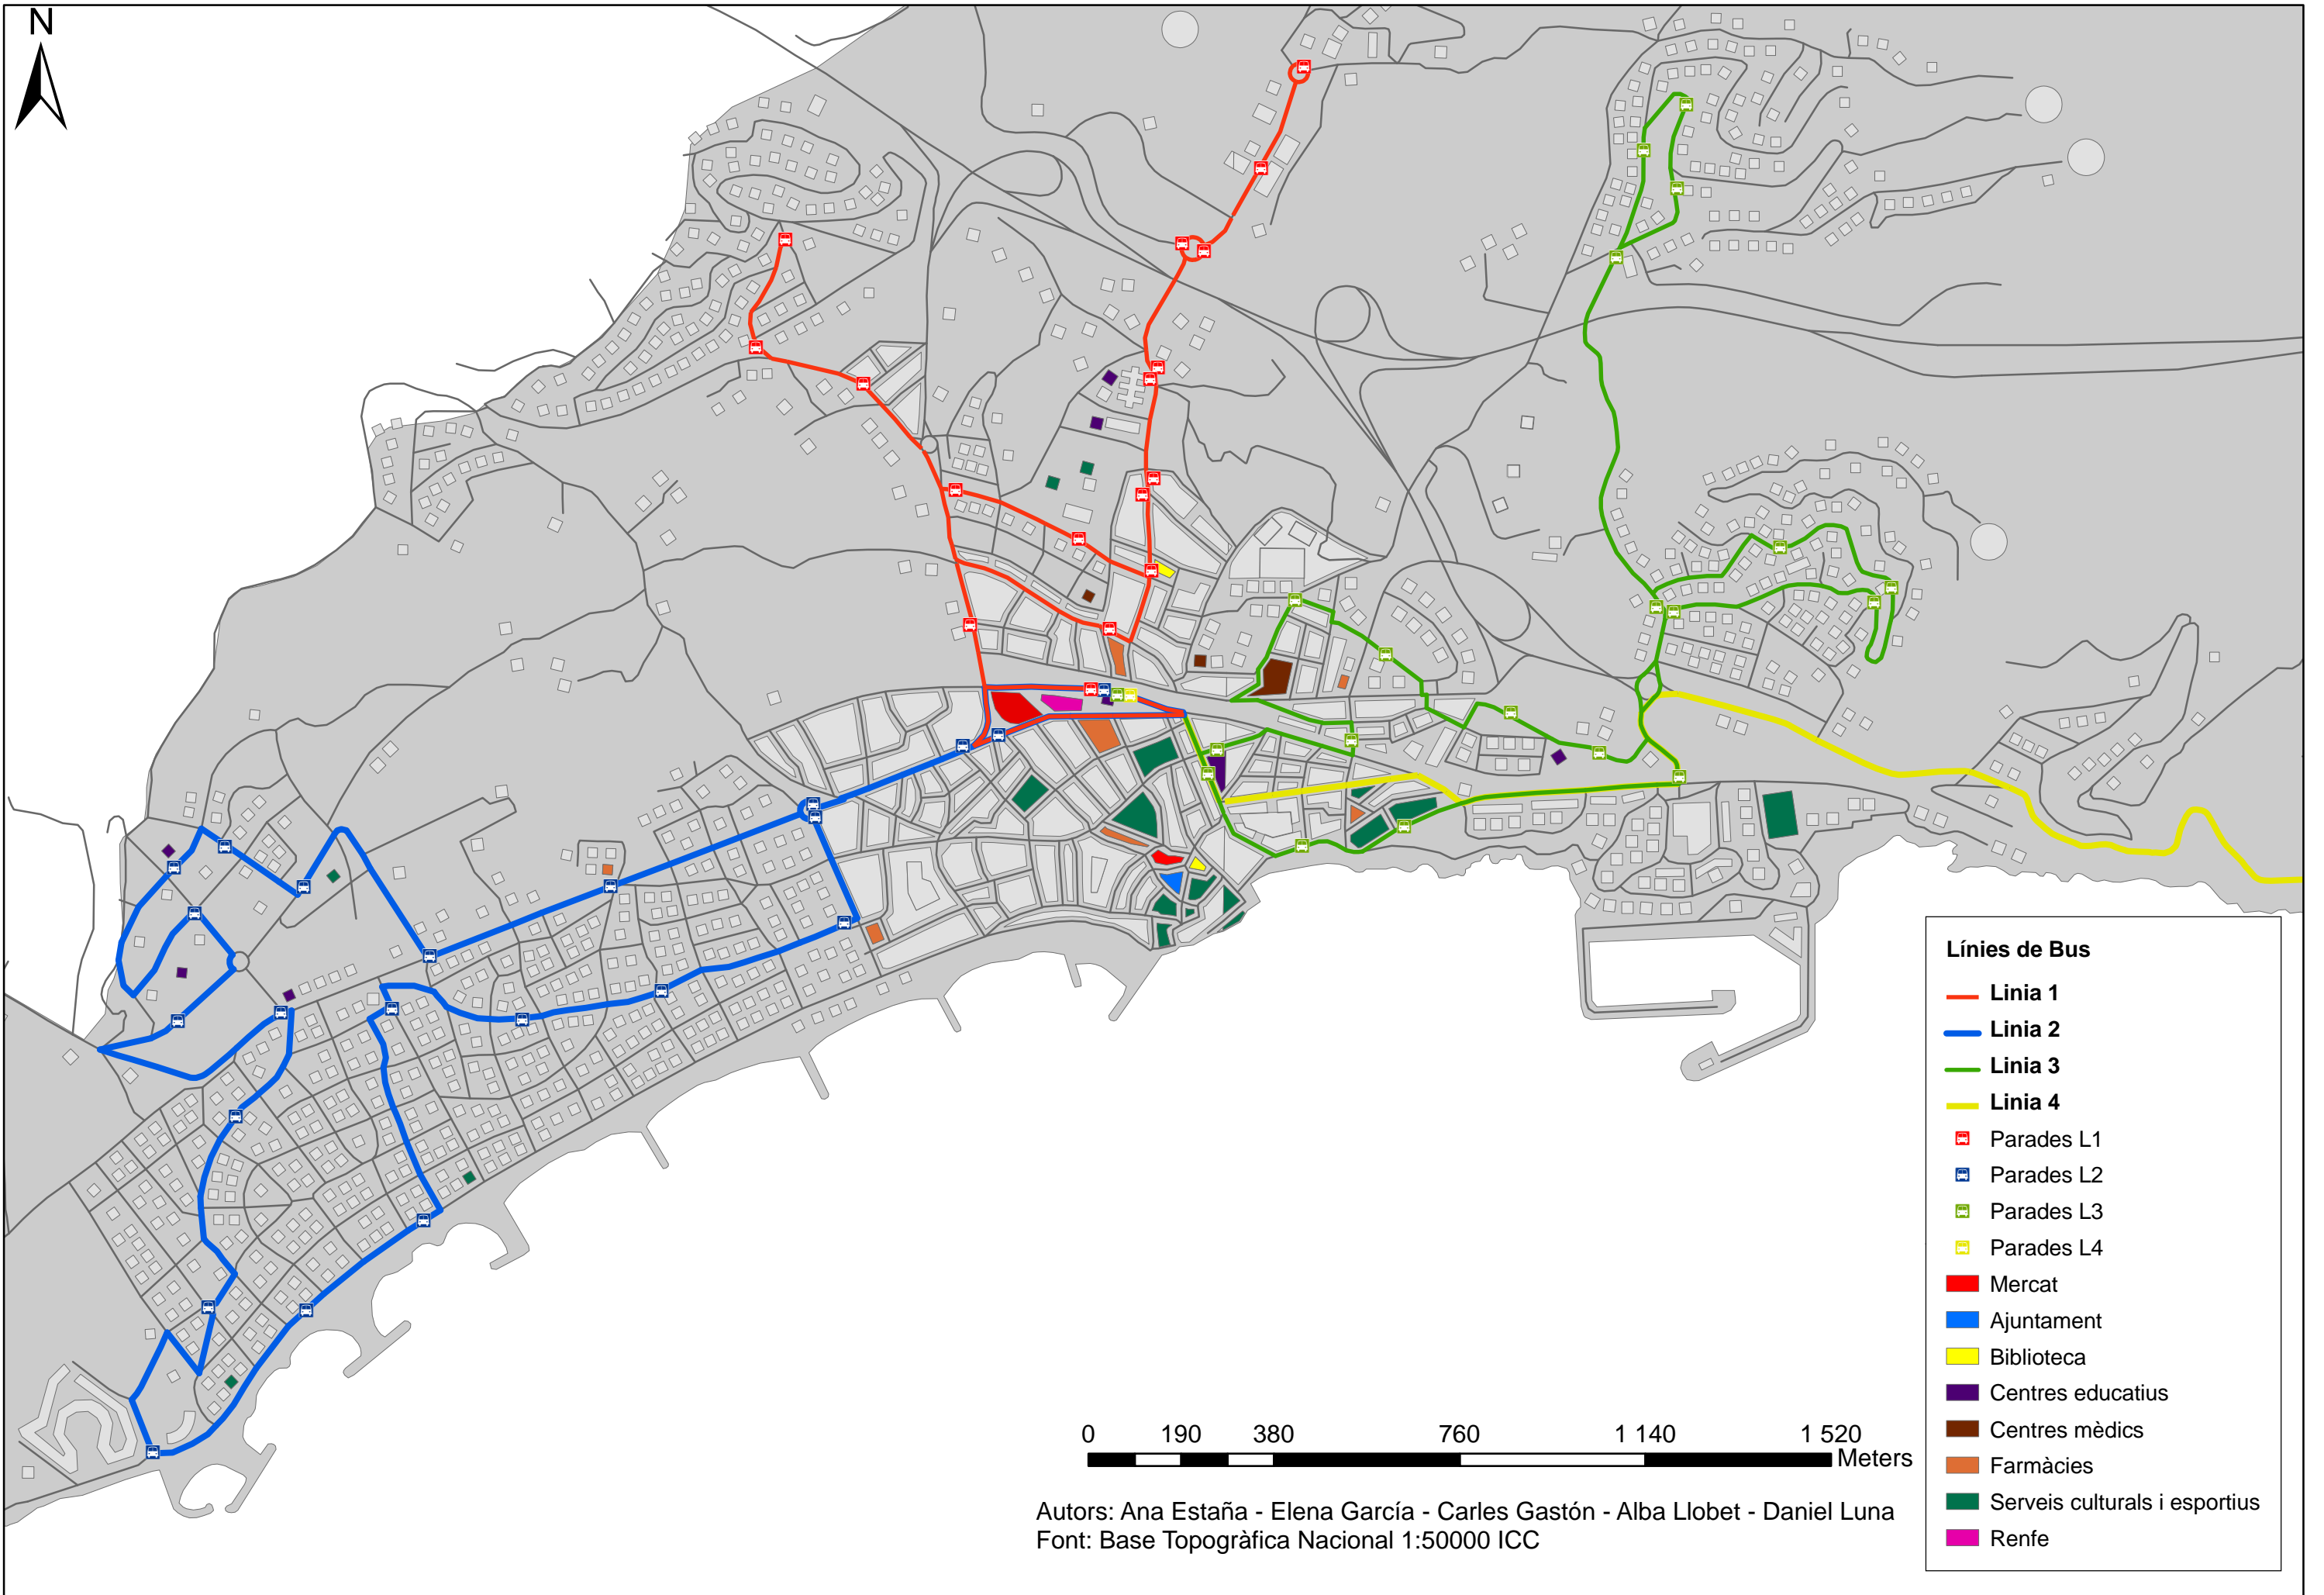 N
Línies de Bus
Linia 1
Linia 2
Linia 3
Linia 4
Parades L1
Parades L2
Parades L3
Parades L4
Mercat
Ajuntament
Biblioteca
Centres educatius
Centres mèdics
Farmàcies
Serveis culturals i esportius
Renfe
0 190 380 760 1 140 1 520
Meters
Autors: Ana Estaña - Elena García - Carles Gastón - Alba Llobet - Daniel Luna
Font: Base Topogràfica Nacional 1:50000 ICC